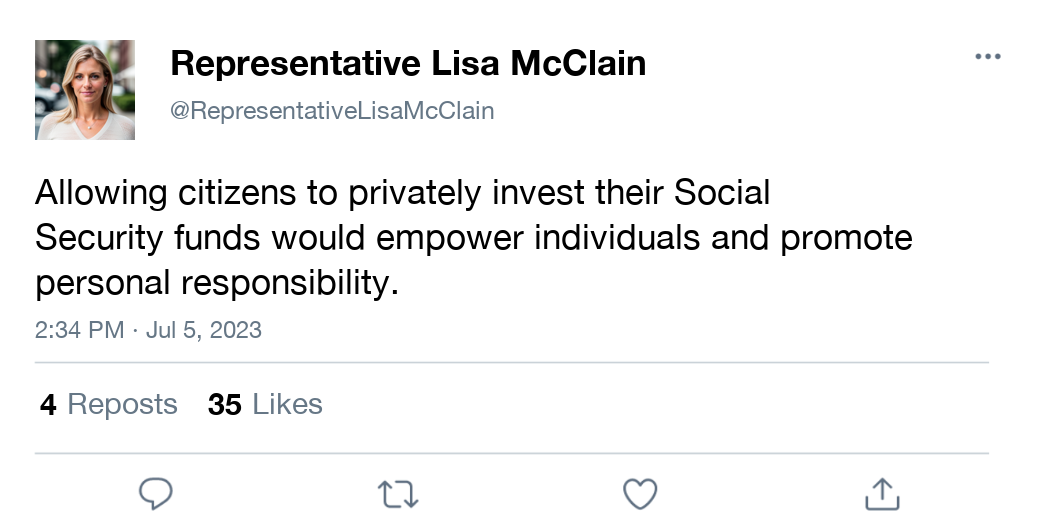 Representative Lisa McClain
@RepresentativeLisaMcClain
Allowing citizens to privately invest their Social
Security funds would empower individuals and promote
personal responsibility.
2:34 PM · Jul 5, 2023
4 Reposts 35 Likes